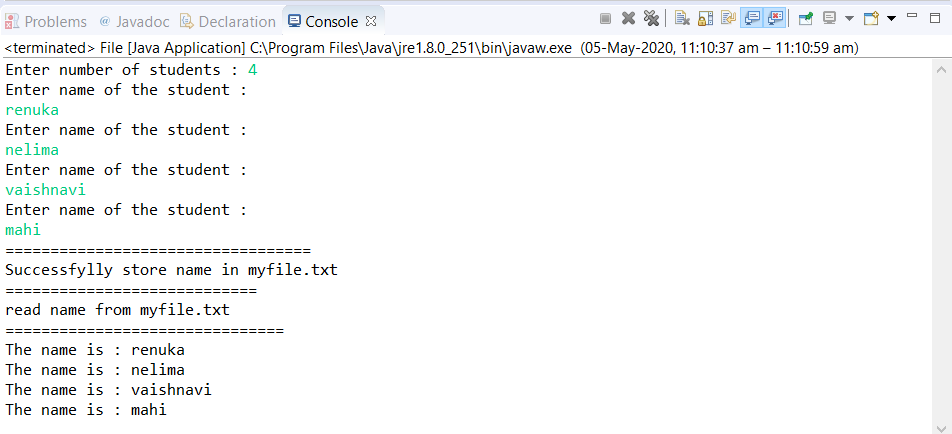 Problems @ Javadoc Declaration Console
<terminated> File [Java Application] C:\Program Files\Java\jre1.8.0_251\bin\javaw.exe (05-May-2020, 11:10:37 am – 11:10:59 am)
Enter number of students : 4
Enter name of the student :
renuka
Enter name of the student :
nelima
Enter name of the student :
vaishnavi
Enter name of the student :
mahi
==================================
Successfylly store name in myfile.txt
============================
read name from myfile.txt
===============================
The name is : renuka
The name is : nelima
The name is : vaishnavi
The name is : mahi